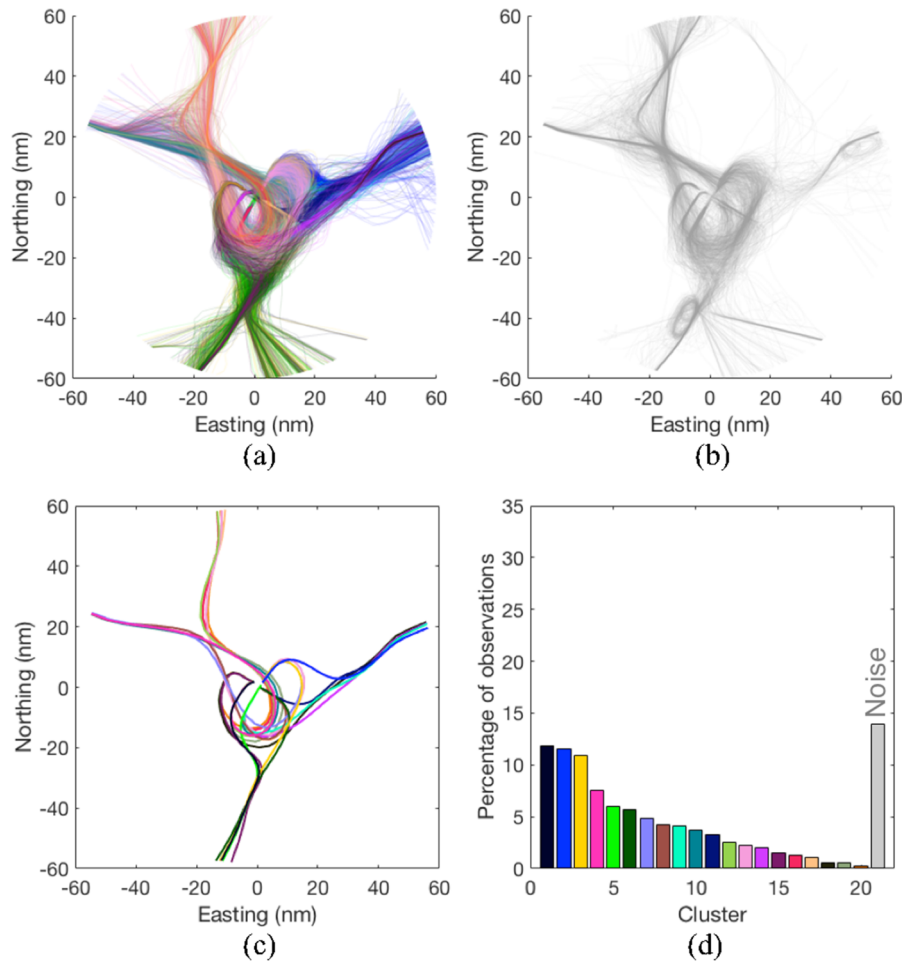 60
40
20
0
-20
-40
-60
Northing (nm)
-60 -40 -20 0 20 40 60
Easting (nm)
(a)
60
40
20
0
-20
-40
-60
Northing (nm)
-60 -40 -20 0 20 40 60
Easting (nm)
(b)
60
40
20
0
-20
-40
-60
Northing (nm)
-60 -40 -20 0 20 40 60
Easting (nm)
(c)
35
30
25
20
15
10
5
0
Percentage of observations
Noise
0 5 10 15 20
Cluster
(d)